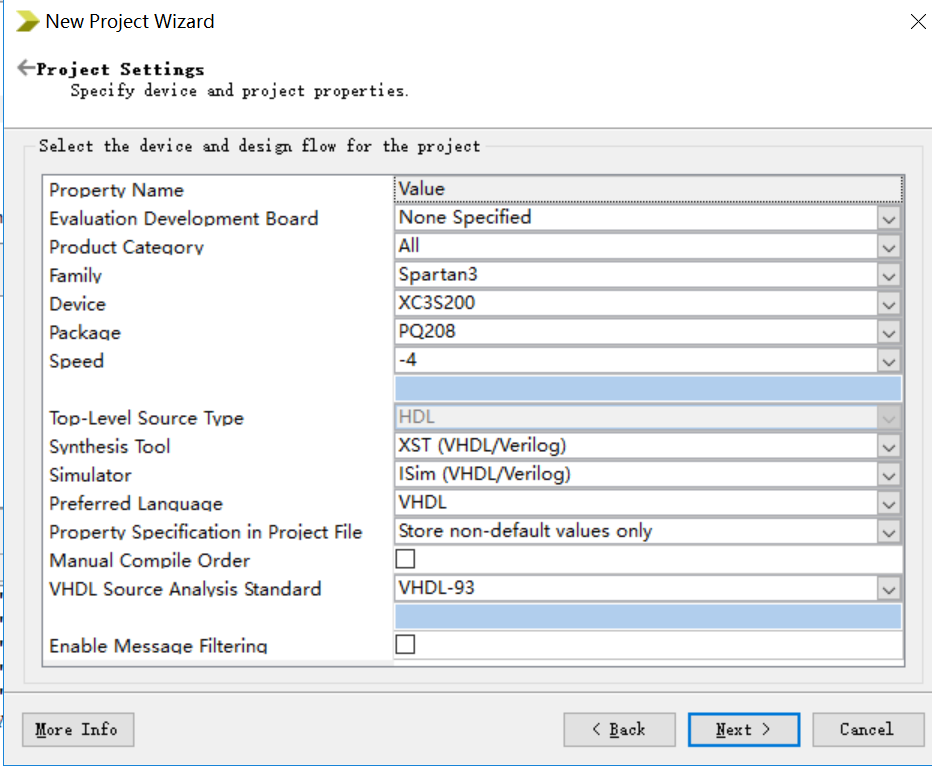 New Project Wizard
Project Settings
Specify device and project properties.
Select the device and design flow for the project
Property Name Value
Evaluation Development Board None Specified
Product Category All
Family Spartan3
Device XC3S200
Package PQ208
Speed -4
Top-Level Source Type HDL
Synthesis Tool XST (VHDL/Verilog)
Simulator ISim (VHDL/Verilog)
Preferred Language VHDL
Property Specification in Project File Store non-default values only
Manual Compile Order
VHDL Source Analysis Standard VHDL-93
Enable Message Filtering
More Info < Back Next > Cancel